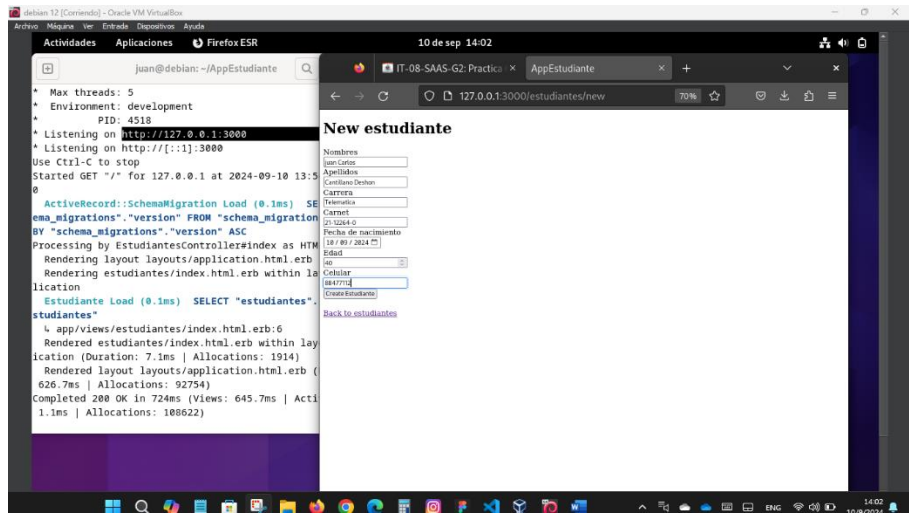 debian 12 [Corriendo] - Oracle VM VirtualBox
Archivo Máquina Ver Entrada Dispositivos Ayuda
Actividades Aplicaciones Firefox ESR 10 de sep 14:02
juan@debian: ~/AppEstudiante
* Max threads: 5
* Environment: development
* PID: 4518
* Listening on http://127.0.0.1:3000
* Listening on http://[::1]:3000
Use Ctrl-C to stop
Started GET "/" for 127.0.0.1 at 2024-09-10 13:5
0
ActiveRecord::SchemaMigration Load (0.1ms) SE
ema_migrations"."version" FROM "schema_migration
BY "schema_migrations"."version" ASC
Processing by EstudiantesController#index as HTM
Rendering layout layouts/application.html.erb
Rendering estudiantes/index.html.erb within la
lication
Estudiante Load (0.1ms) SELECT "estudiantes".
studiantes"
↳ app/views/estudiantes/index.html.erb:6
Rendered estudiantes/index.html.erb within lay
ication (Duration: 7.1ms | Allocations: 1914)
Rendered layout layouts/application.html.erb (
626.7ms | Allocations: 92754)
Completed 200 OK in 724ms (Views: 645.7ms | Acti
1.1ms | Allocations: 108622)
IT-08-SAAS-G2: Practica
AppEstudiante
127.0.0.1:3000/estudiantes/new 70%
New estudiante
Nombres
juan Carlos
Apellidos
Cantillano Deshon
Carrera
Telematica
Carnet
21-12264-0
Fecha de nacimiento
10 / 09 / 2024
Edad
40
Celular
88477112
Create Estudiante
Back to estudiantes
ENG
14:02
10/9/2024